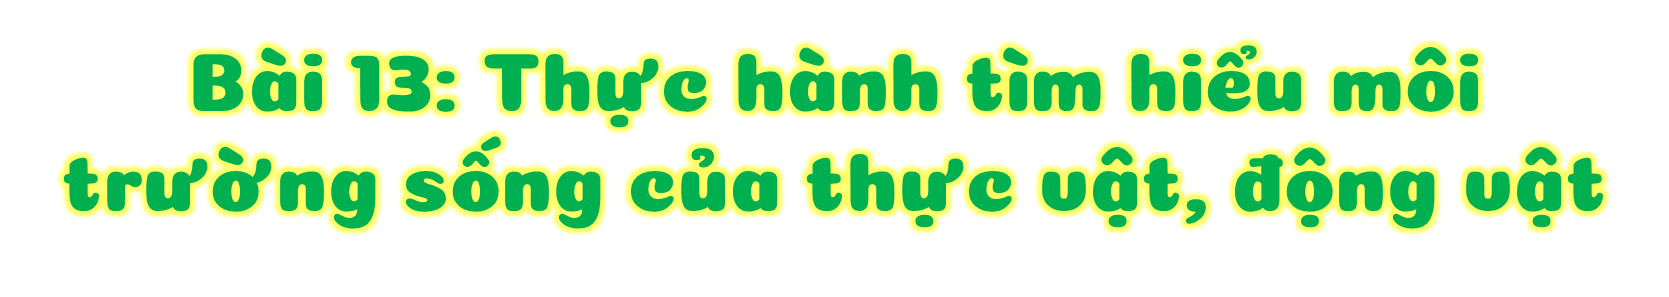 Bài 13: Thực hành tìm hiểu môi
trường sống của thực vật, động vật